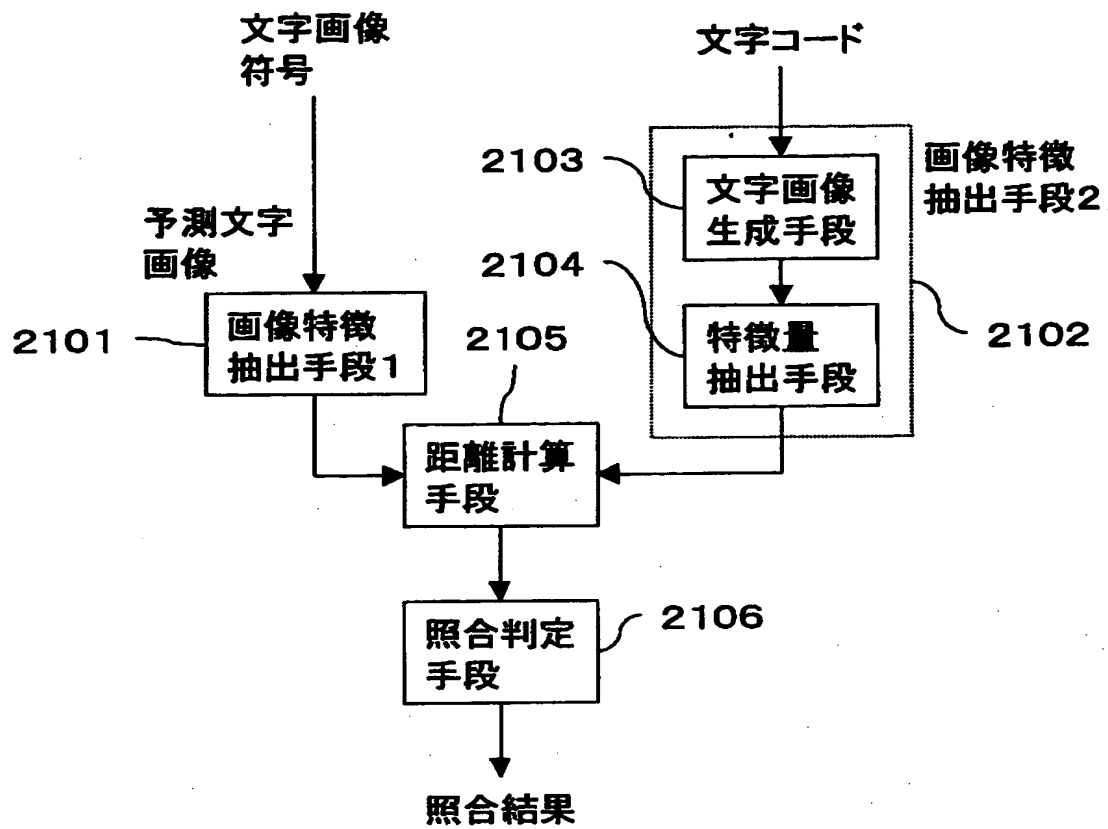 文字画像
符号
文字コード
2103
文字画像
生成手段
画像特徴
抽出手段2
予測文字
画像
2104
2101
画像特徴
抽出手段1
2105
特徴量
抽出手段
2102
距離計算
手段
照合判定
手段
2106
照合結果